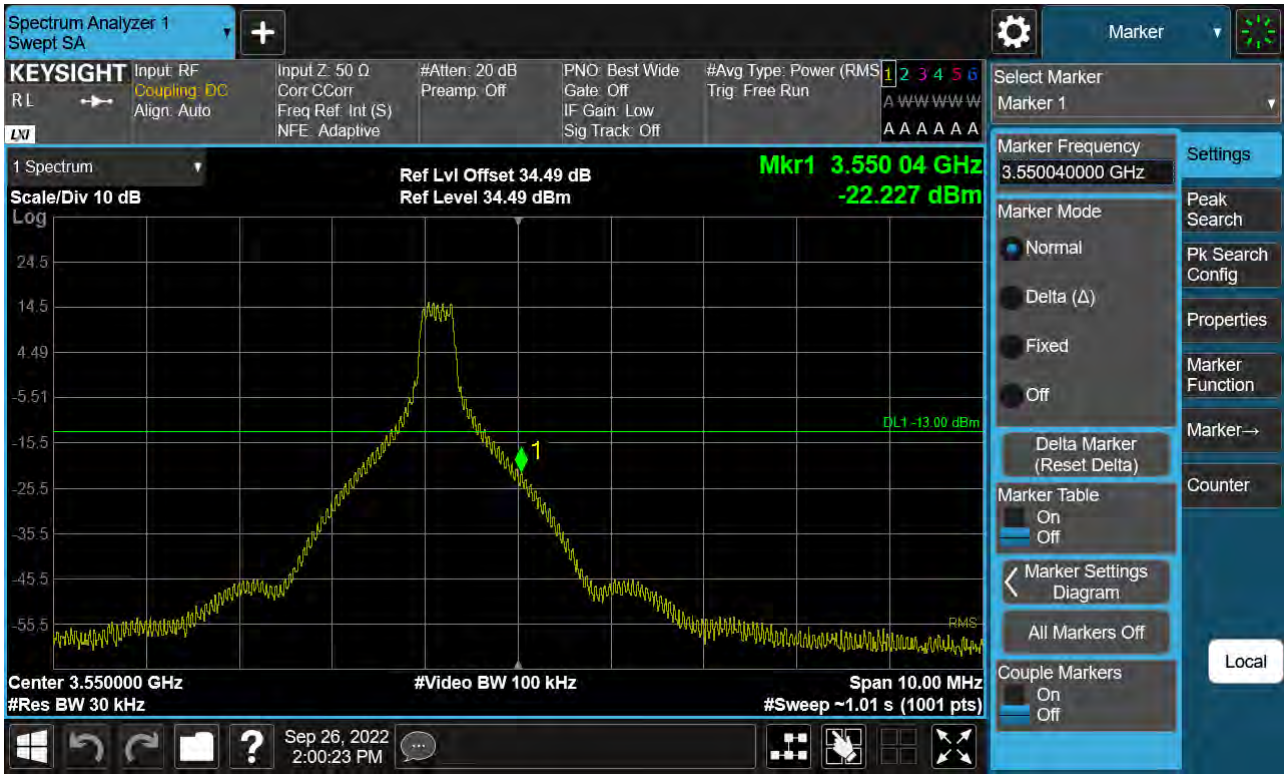 Spectrum Analyzer 1
Swept SA
Marker
KEYSIGHT
RL
LXI
Input: RF
Coupling: DC
Align: Auto
Input Z: 50 Ω
Corr CCorr
Freq Ref: Int (S)
NFE: Adaptive
#Atten: 20 dB
Preamp: Off
PNO: Best Wide
Gate: Off
IF Gain: Low
Sig Track: Off
#Avg Type: Power (RMS
Trig: Free Run
1 2 3 4 5 6
A W W W W W
A A A A A A
Select Marker
Marker 1
1 Spectrum
Scale/Div 10 dB
Log
Ref Lvl Offset 34.49 dB
Ref Level 34.49 dBm
Mkr1 3.550 04 GHz
-22.227 dBm
24.5
14.5
4.49
-5.51
-15.5
-25.5
-35.5
-45.5
-55.5
1
DL1 -13.00 dBm
RMS
Center 3.550000 GHz
#Res BW 30 kHz
#Video BW 100 kHz
Span 10.00 MHz
#Sweep ~1.01 s (1001 pts)
Marker Frequency
3.550040000 GHz
Marker Mode
Normal
Delta (Δ)
Fixed
Off
Delta Marker
(Reset Delta)
Marker Table
On
Off
Marker Settings
Diagram
All Markers Off
Couple Markers
On
Off
Settings
Peak
Search
Pk Search
Config
Properties
Marker
Function
Marker→
Counter
Local
?
Sep 26, 2022
2:00:23 PM